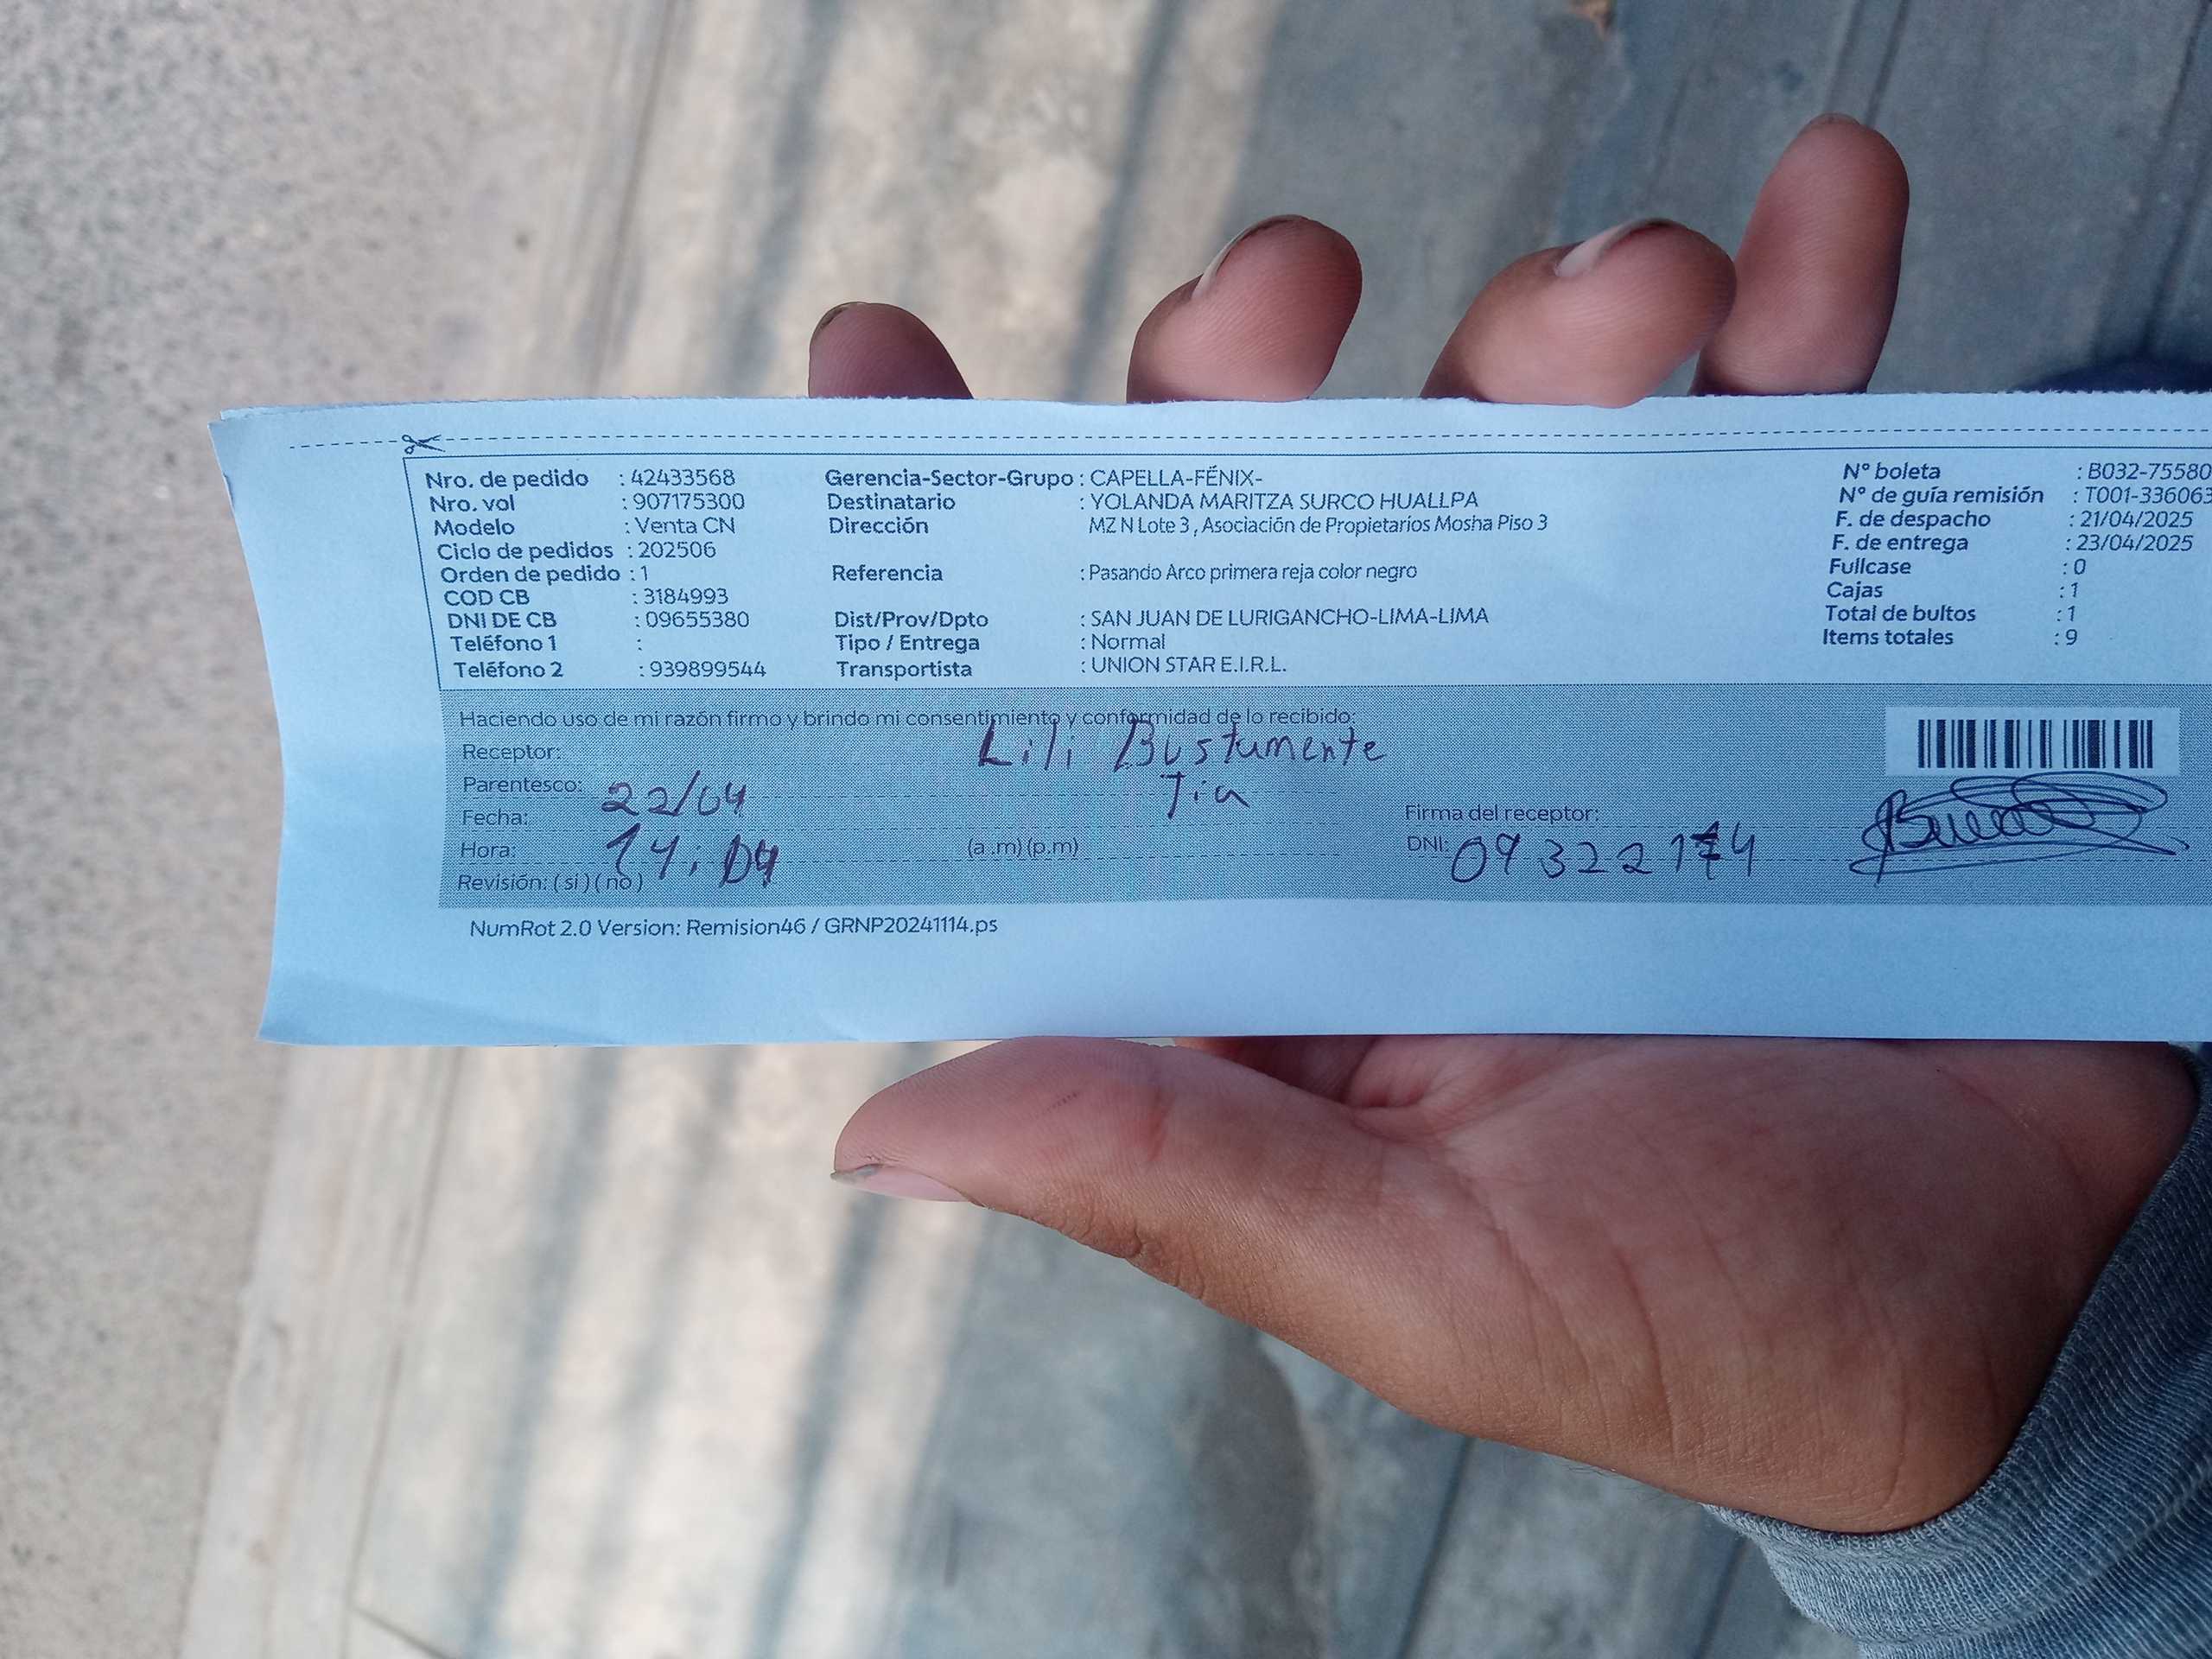 Nro. de pedido : 42433568 Gerencia-Sector-Grupo : CAPELLA-FÉNIX- N° boleta : B032-75580
Nro. vol : 907175300 Destinatario : YOLANDA MARITZA SURCO HUALLPA N° de guía remisión : T001-336063
Modelo : Venta CN Dirección MZ N Lote 3 , Asociación de Propietarios Mosha Piso 3 F. de despacho : 21/04/2025
Ciclo de pedidos : 202506 F. de entrega : 23/04/2025
Orden de pedido : 1 Referencia : Pasando Arco primera reja color negro Fullcase : 0
COD CB : 3184993 Cajas : 1
DNI DE CB : 09655380 Dist/Prov/Dpto : SAN JUAN DE LURIGANCHO-LIMA-LIMA Total de bultos : 1
Teléfono 1 : Tipo / Entrega : Normal Items totales : 9
Teléfono 2 : 939899544 Transportista : UNION STAR E.I.R.L.
Haciendo uso de mi razón firmo y brindo mi consentimiento y conformidad de lo recibido:
Receptor: Lili Bustumente
Parentesco: Tia
Fecha: 22/04 Firma del receptor:
Hora: 14: (a .m) (p.m) DNI:
Revisión: ( si ) ( no )
NumRot 2.0 Version: Remision46 / GRNP20241114.ps